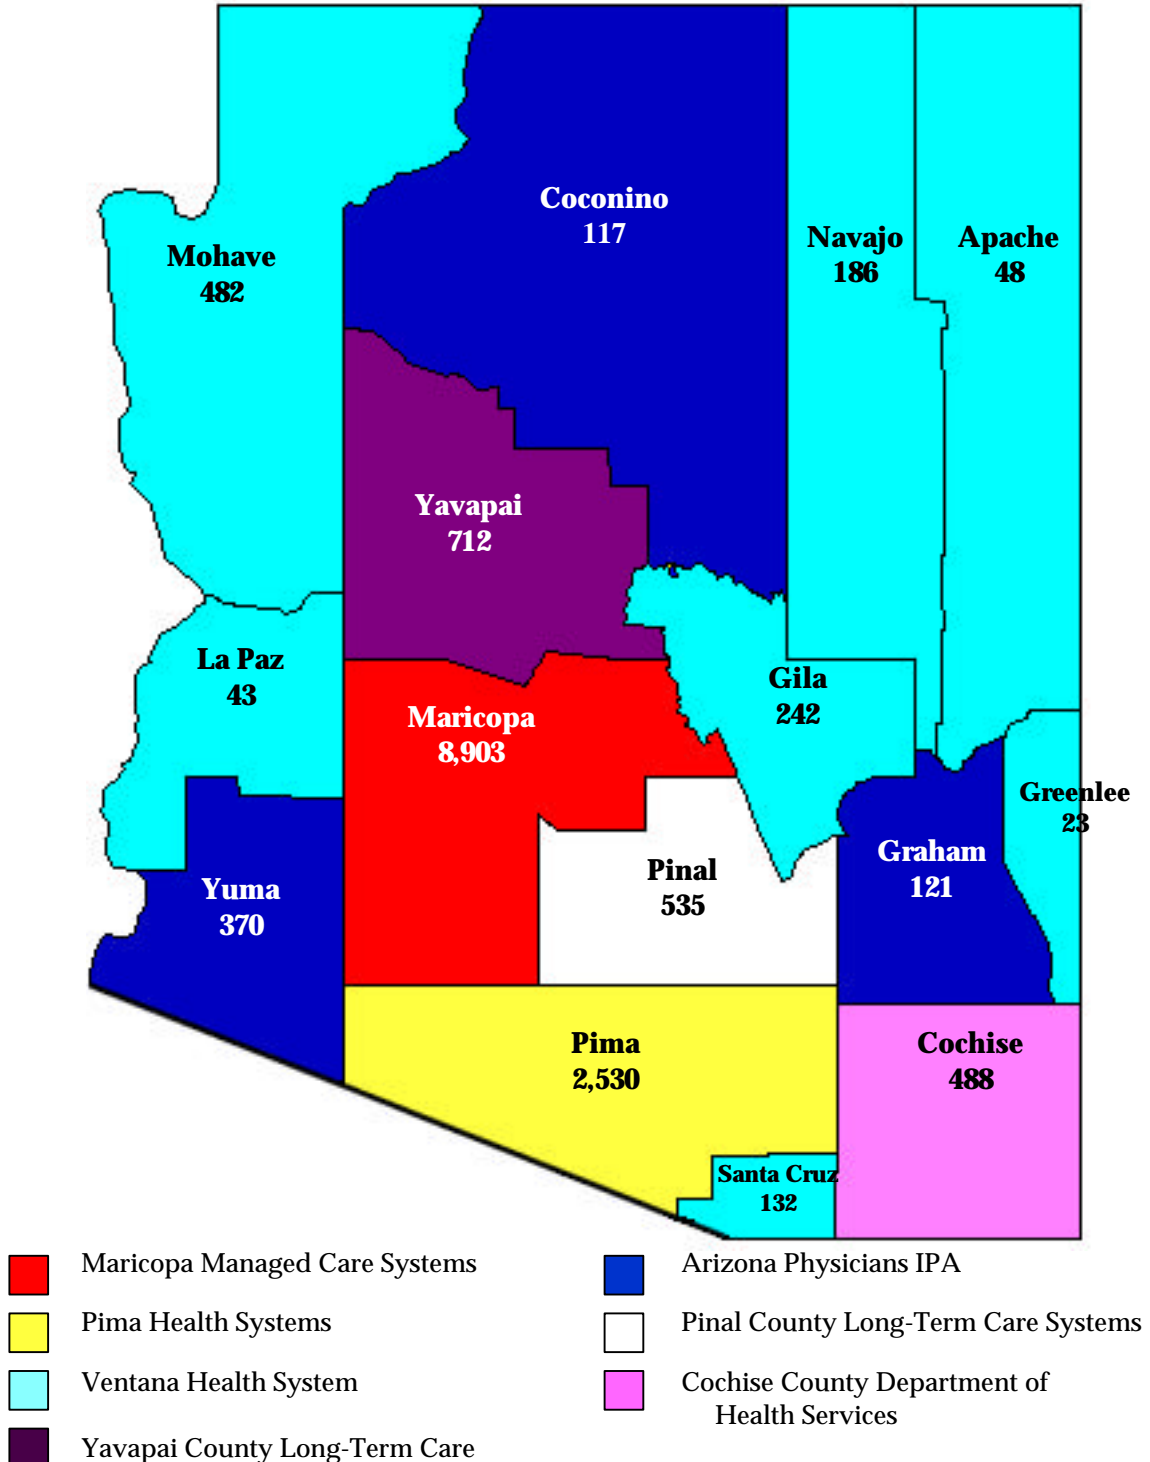 Coconino
117
Navajo
186
Apache
48
Mohave
482
Yavapai
712
La Paz
43
Gila
242
Maricopa
8,903
Greenlee
23
Graham
121
Pinal
535
Yuma
370
Pima
2,530
Cochise
488
Santa Cruz
132
Maricopa Managed Care Systems
Pima Health Systems
Ventana Health System
Yavapai County Long-Term Care
Arizona Physicians IPA
Pinal County Long-Term Care Systems
Cochise County Department of
Health Services